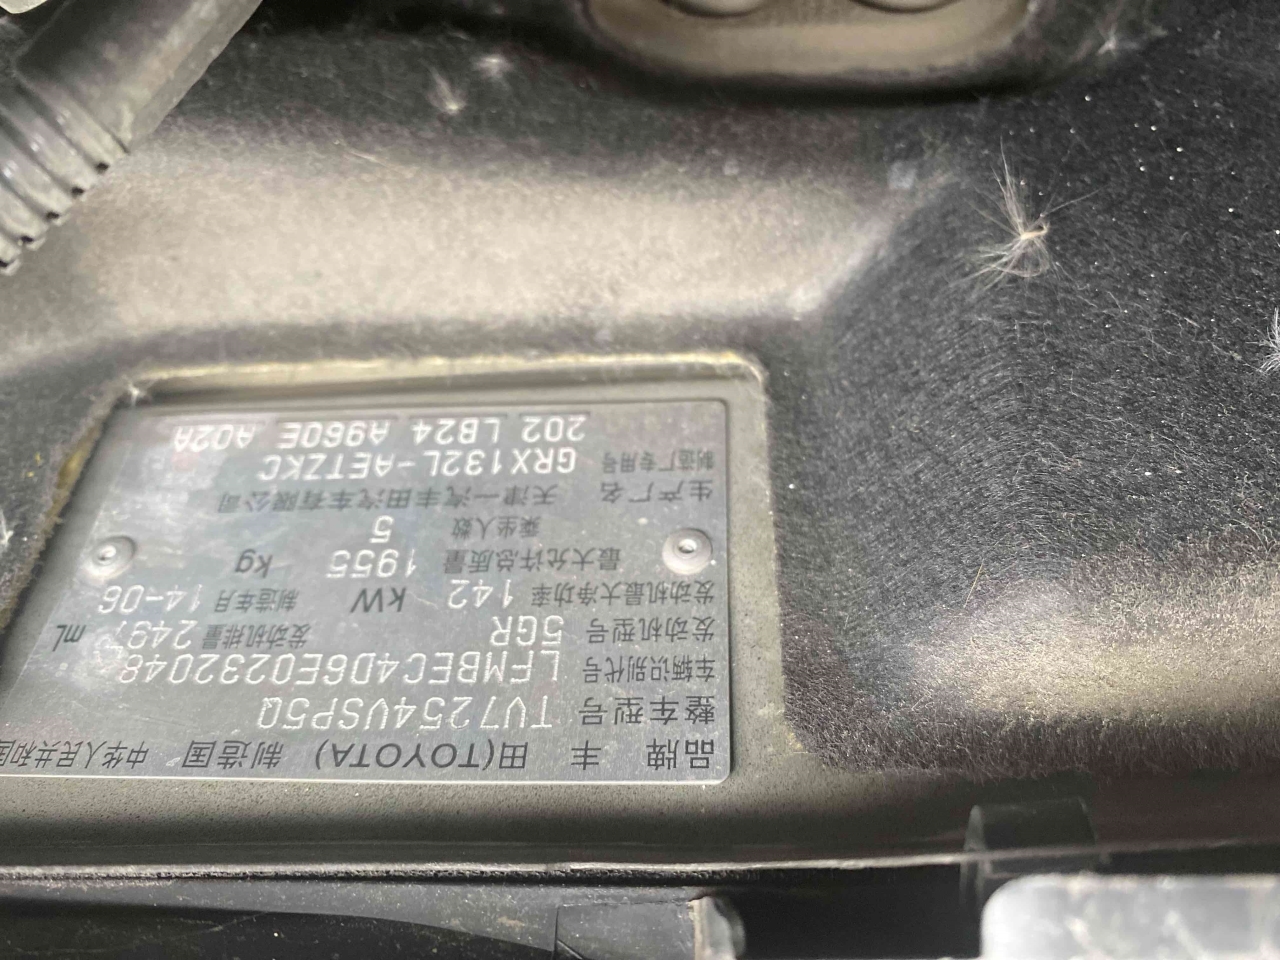 品牌 丰田(TOYOTA) 制造国 中华人民共和国
整车型号 TV7254VSP5Q
车辆识别代号 LFMBEC4D6E0232048
发动机型号 5GR 发动机排量 2497 mL
发动机最大净功率 142 kW 制造年月 14-06
最大允许总质量 1955 kg
乘坐人数 5
生产厂名 天津一汽丰田汽车有限公司
制造厂专用号 GRX132L-AETZKC
202 LB24 A960E A02A